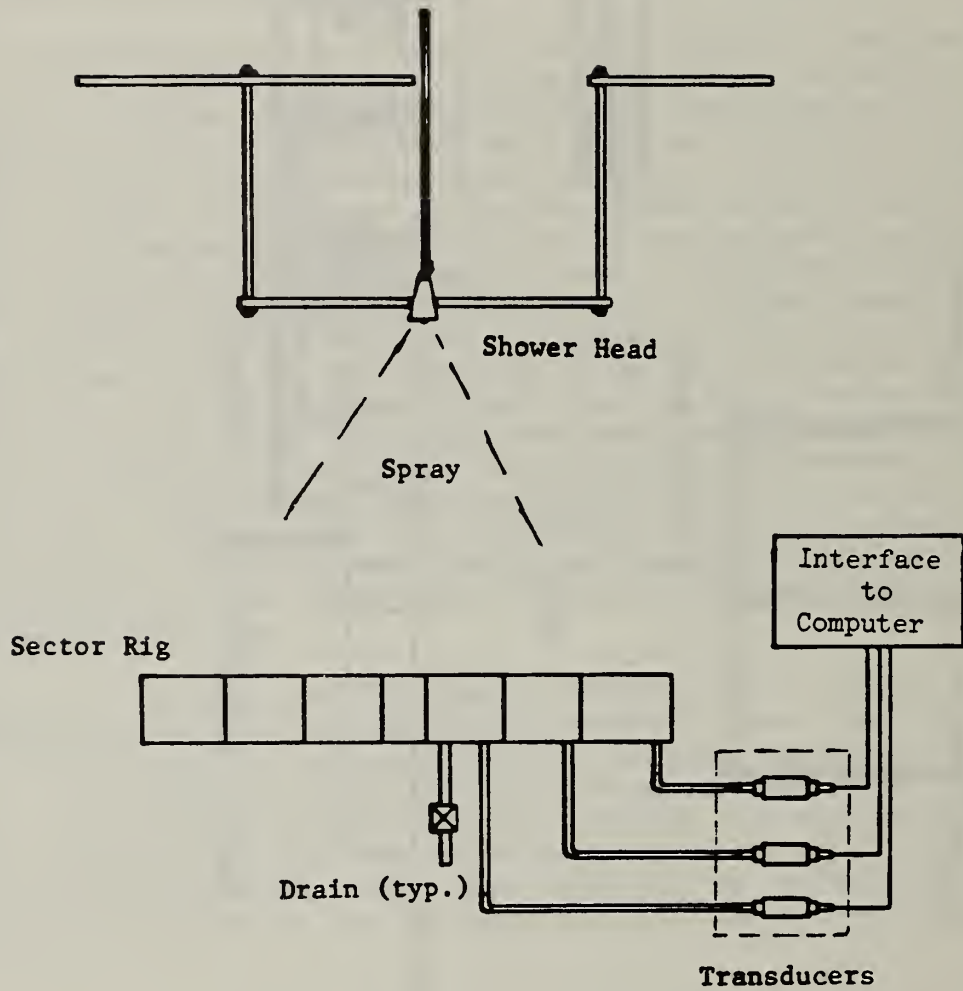 Shower Head
Spray
Interface
to
Computer
Sector Rig
Drain (typ.)
Transducers